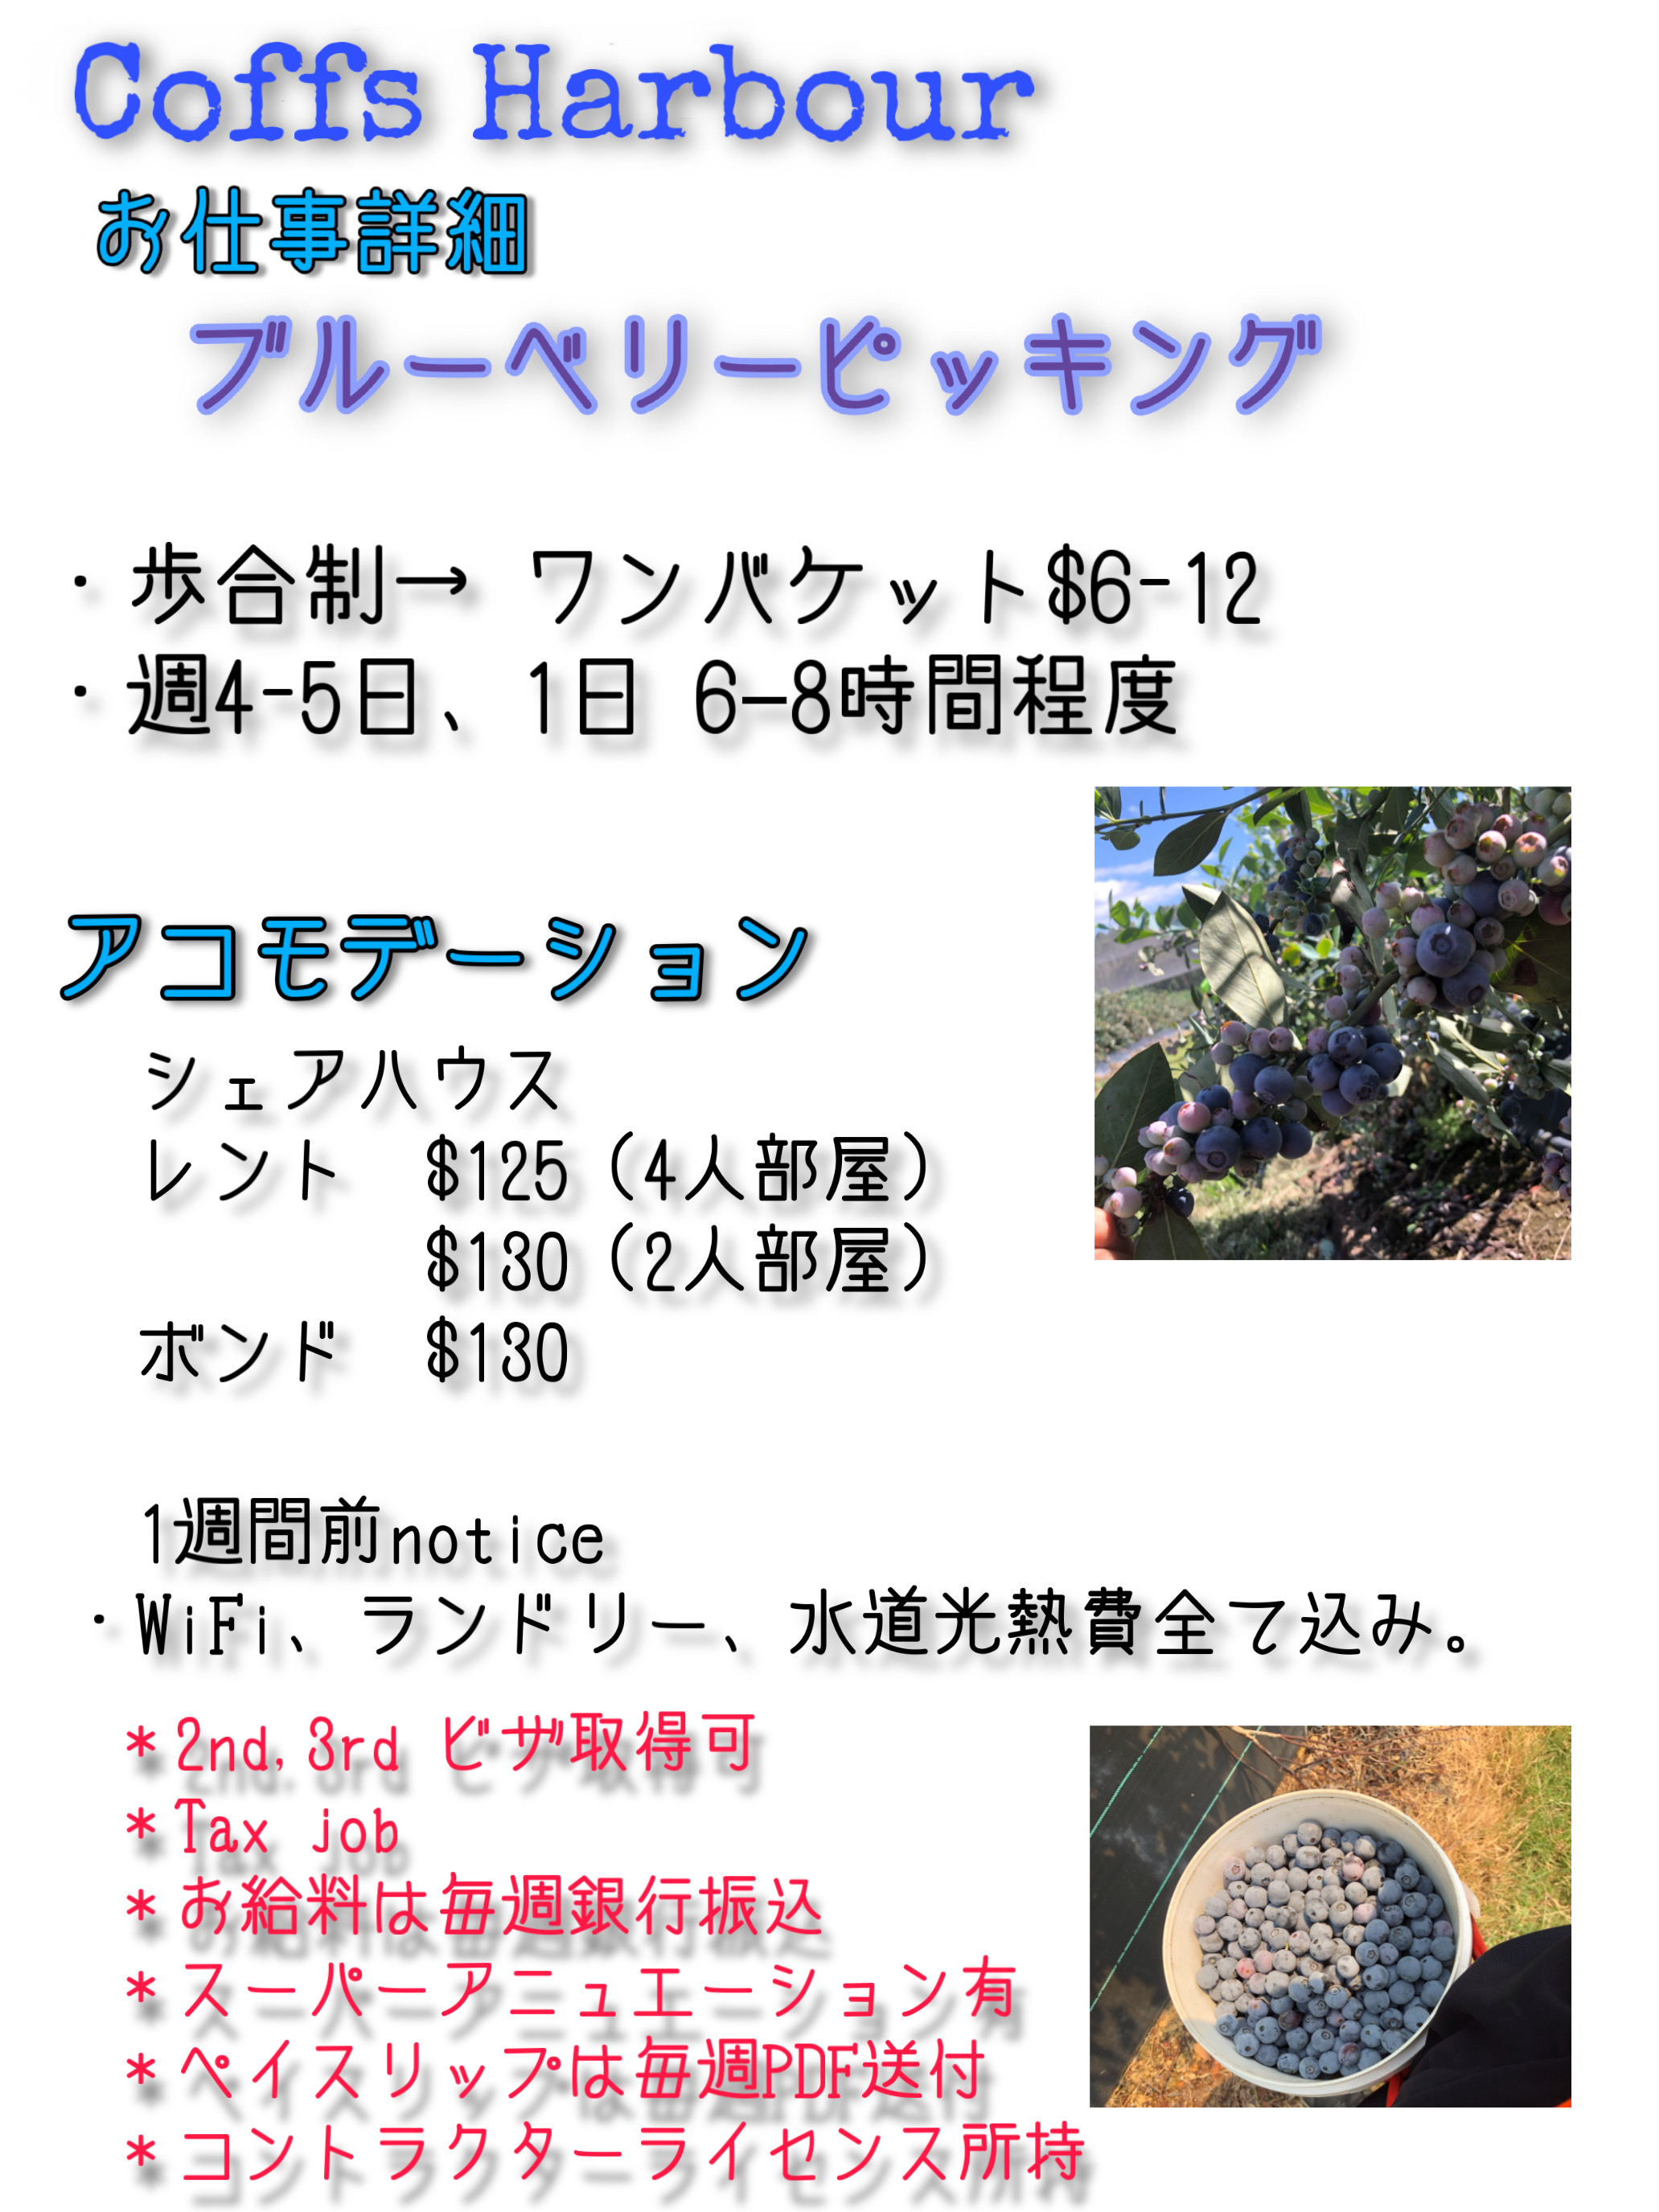 Coffs Harbour
お仕事詳細
ブルーベリーピッキング
・歩合制→ ワンバケット$6-12
・週4-5日、1日 6—8時間程度
アコモデーション
シェアハウス
レント $125（4人部屋）
$130（2人部屋）
ボンド $130
1週間前notice
・WiFi、ランドリー、水道光熱費全て込み。
*2nd,3rd ビザ取得可
*Tax job
*お給料は毎週銀行振込
*スーパーアニュエーション有
*ペイスリップは毎週PDF送付
*コントラクターライセンス所持